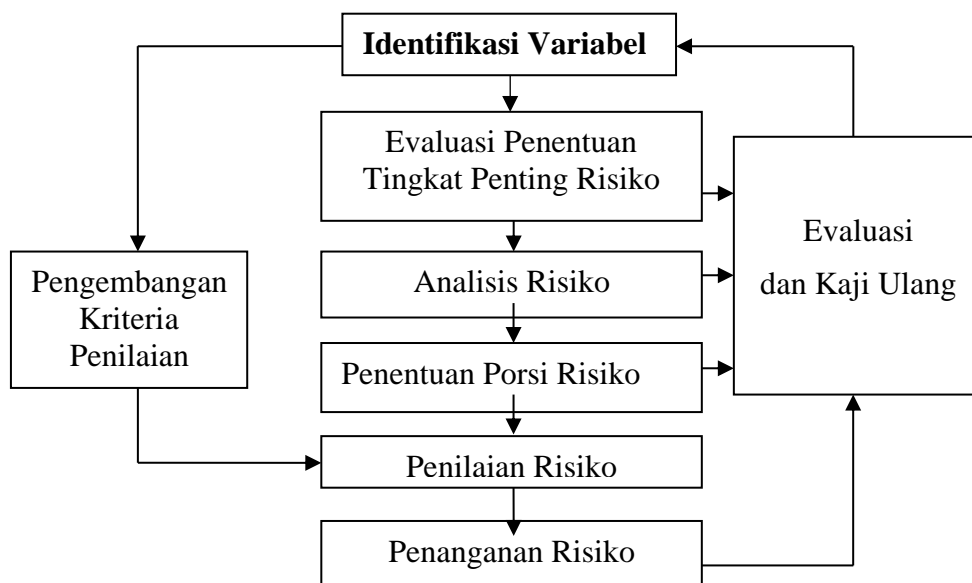 Identifikasi Variabel
Evaluasi Penentuan
Tingkat Penting Risiko
Evaluasi
dan Kaji Ulang
Pengembangan
Kriteria
Penilaian
Analisis Risiko
Penentuan Porsi Risiko
Penilaian Risiko
Penanganan Risiko